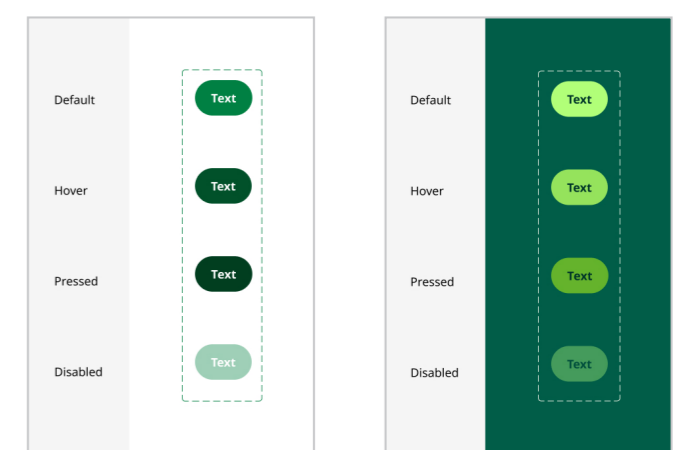 Default
Text
Hover
Text
Pressed
Text
Disabled
Text
Default
Text
Hover
Text
Pressed
Text
Disabled
Text